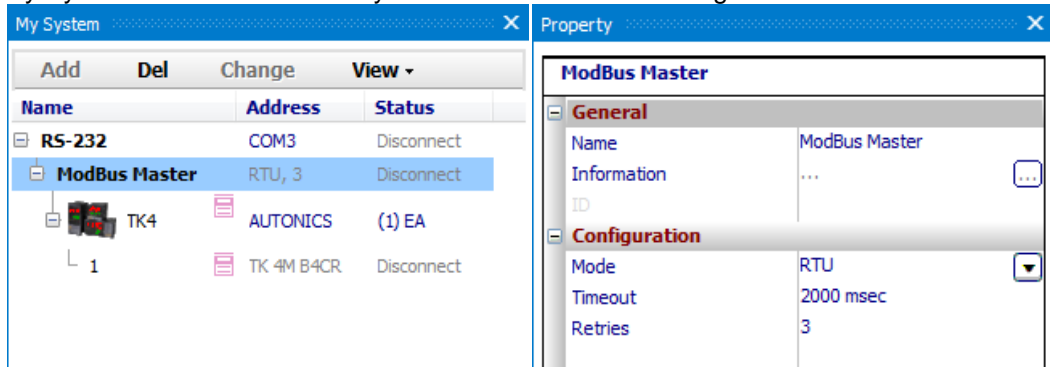 My System X
Add Del Change View
Name Address Status
RS-232 COM3 Disconnect
ModBus Master RTU, 3 Disconnect
TK4 AUTONICS (1) EA
1 TK 4M B4CR Disconnect
Property X
ModBus Master
General
Name ModBus Master
Information ... ...
ID
Configuration
Mode RTU
Timeout 2000 msec
Retries 3